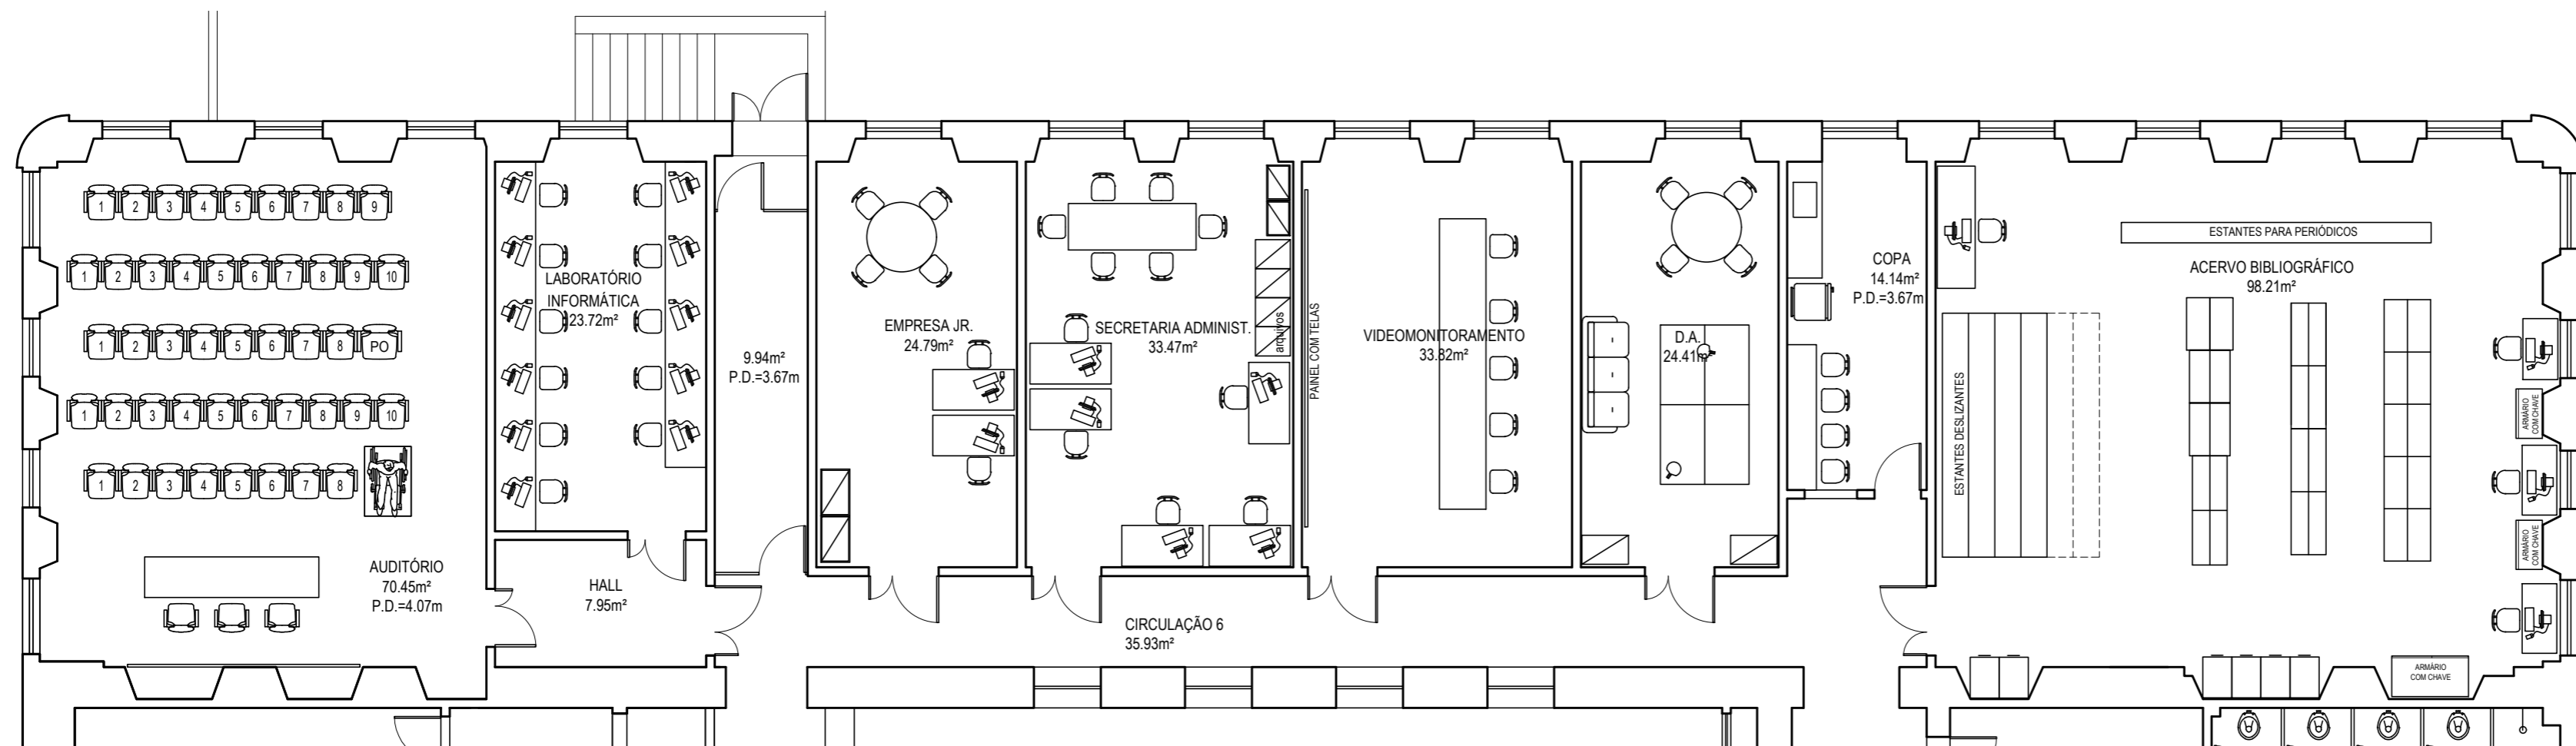 1 2 3 4 5 6 7 8 9
1 2 3 4 5 6 7 8 9 10
1 2 3 4 5 6 7 8 PO
1 2 3 4 5 6 7 8 9 10
1 2 3 4 5 6 7 8
AUDITÓRIO
70.45m²
P.D.=4.07m
LABORATÓRIO
INFORMÁTICA
23.72m²
HALL
7.95m²
9.94m²
P.D.=3.67m
EMPRESA JR.
24.79m²
SECRETARIA ADMINIST.
33.47m²
arquivos
PAINEL COM TELAS
VIDEOMONITORAMENTO
33.82m²
D.A.
24.41m²
COPA
14.14m²
P.D.=3.67m
CIRCULAÇÃO 6
35.93m²
ESTANTES PARA PERIÓDICOS
ACERVO BIBLIOGRÁFICO
98.21m²
ESTANTES DESLIZANTES
ARMÁRIO
COM CHAVE
ARMÁRIO
COM CHAVE
ARMÁRIO
COM CHAVE